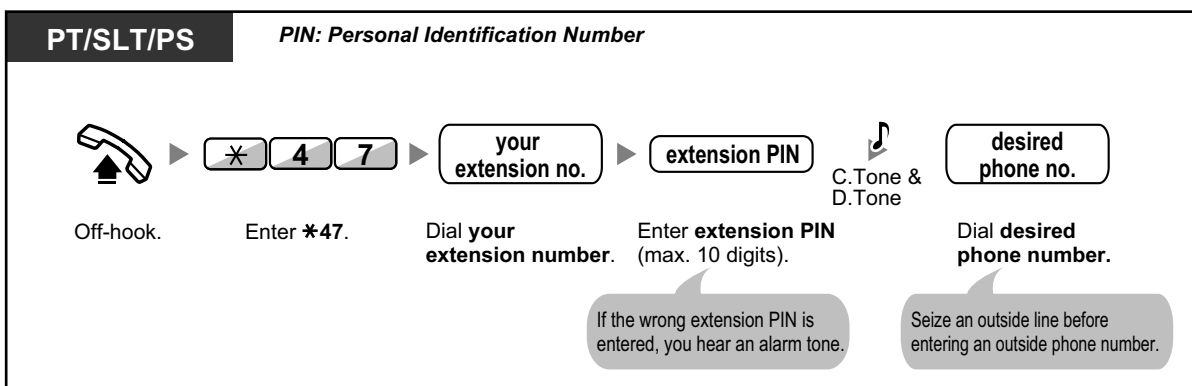 PT/SLT/PS
PIN: Personal Identification Number
✳ 4 7
your
extension no.
extension PIN
C.Tone &
D.Tone
desired
phone no.
Off-hook.
Enter ✳47.
Dial your
extension number.
Enter extension PIN
(max. 10 digits).
Dial desired
phone number.
If the wrong extension PIN is
entered, you hear an alarm tone.
Seize an outside line before
entering an outside phone number.